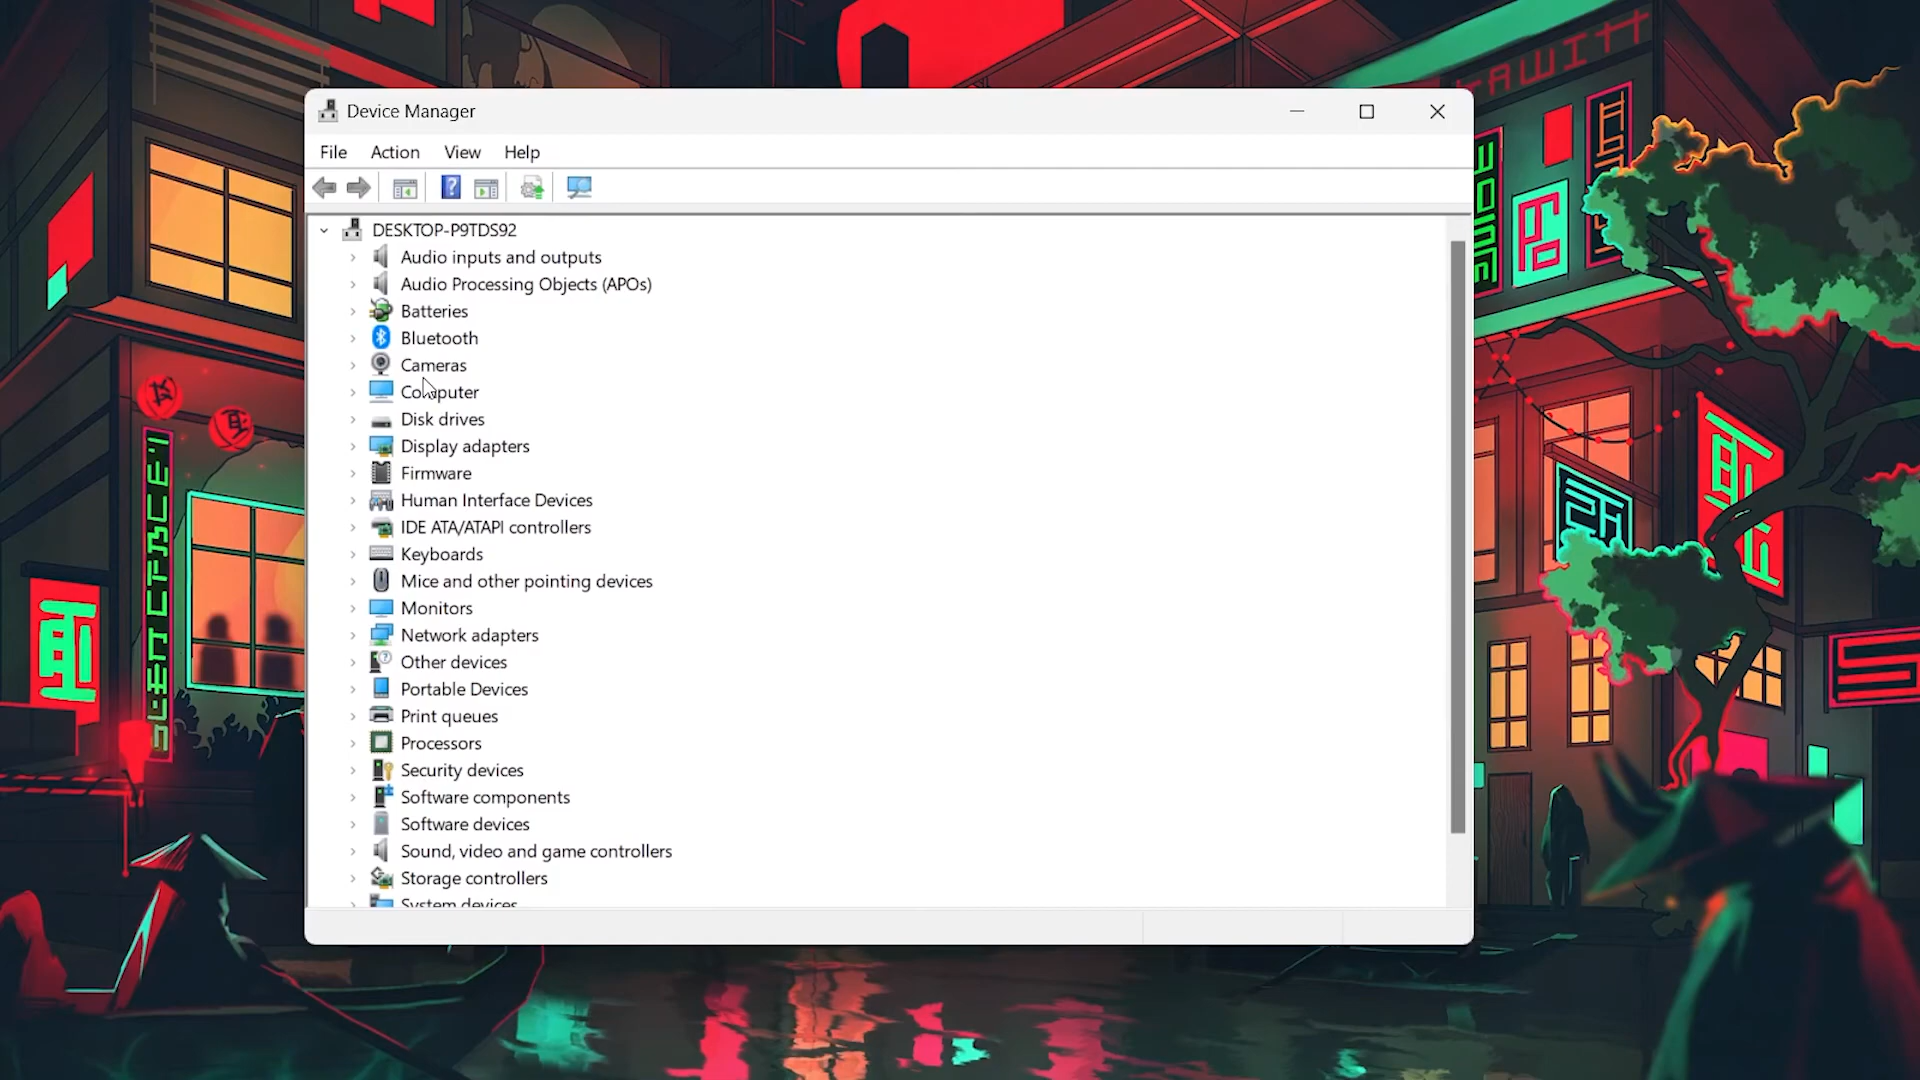 Device Manager
File Action View Help
DESKTOP-P9TDS92
Audio inputs and outputs
Audio Processing Objects (APOs)
Batteries
Bluetooth
Cameras
Computer
Disk drives
Display adapters
Firmware
Human Interface Devices
IDE ATA/ATAPI controllers
Keyboards
Mice and other pointing devices
Monitors
Network adapters
Other devices
Portable Devices
Print queues
Processors
Security devices
Software components
Software devices
Sound, video and game controllers
Storage controllers
System devices